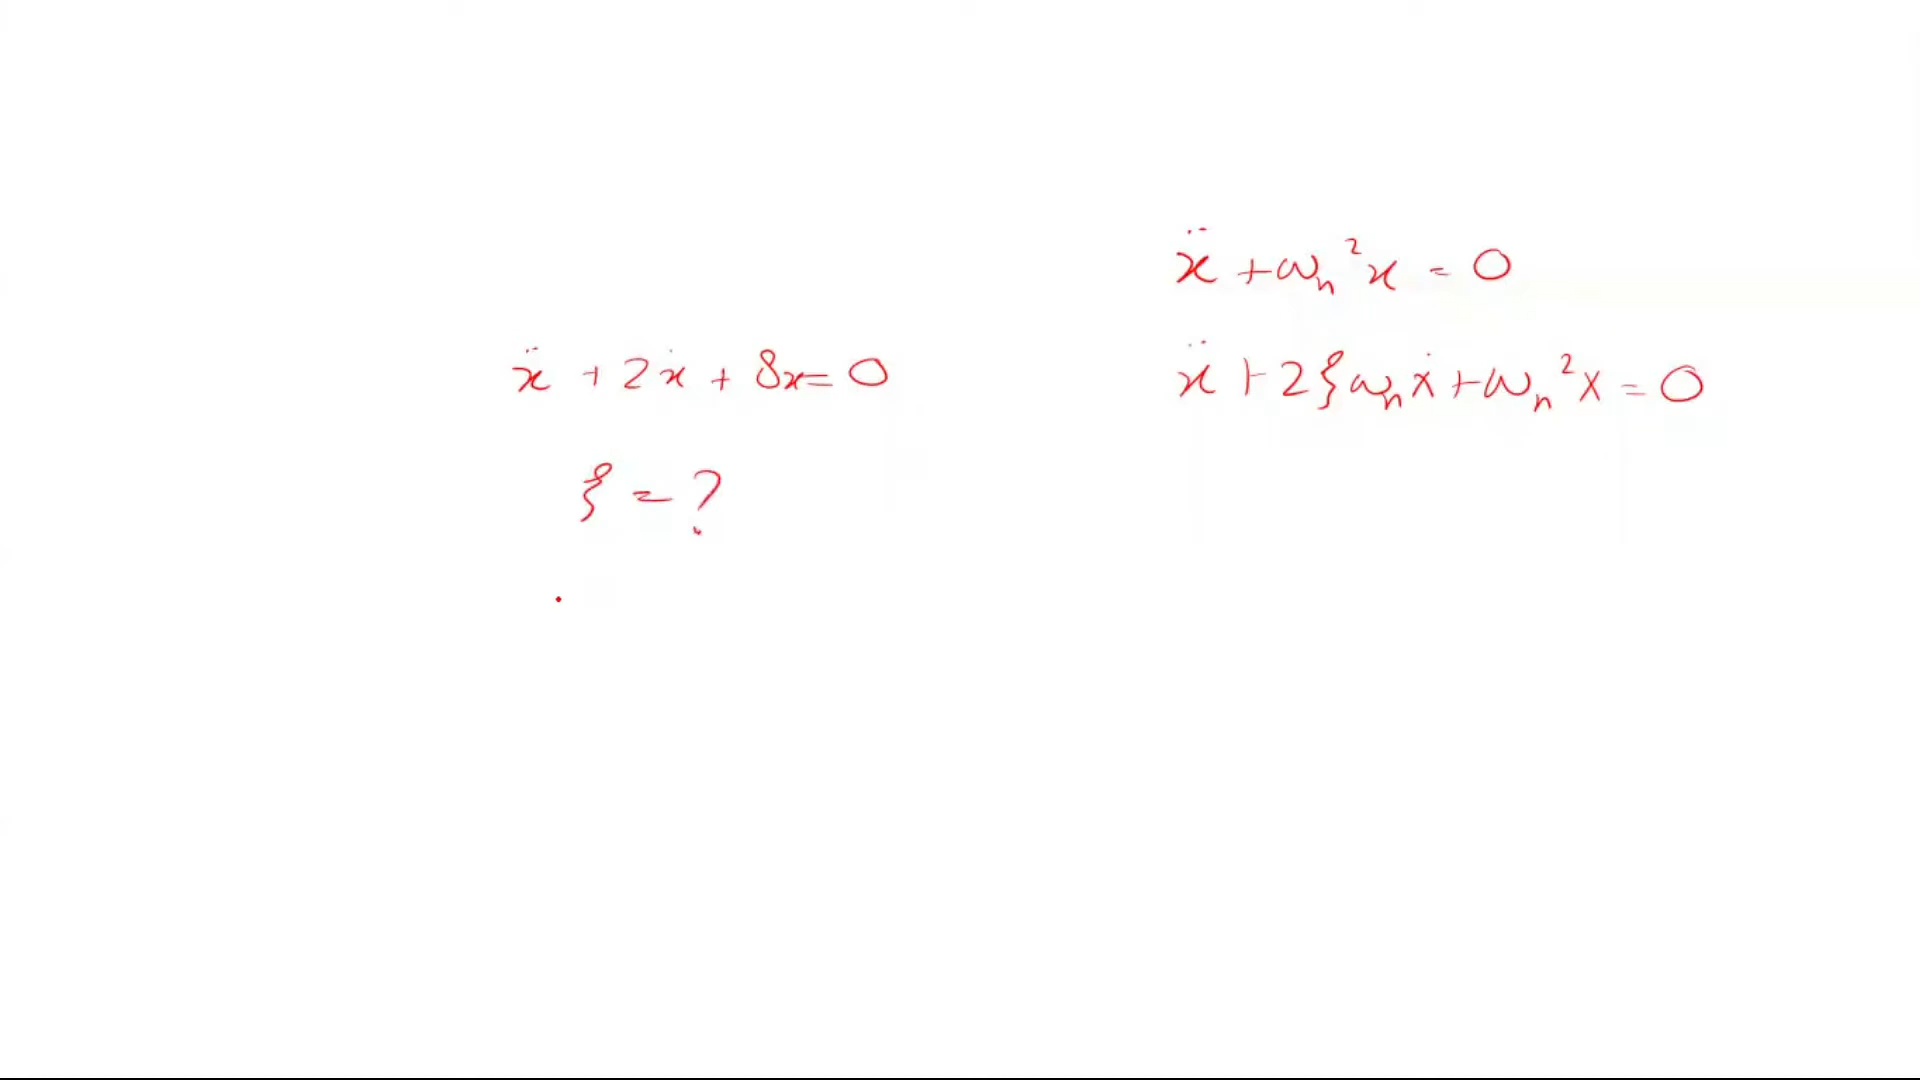 ẍ + ωₙ²x = 0
ẍ + 2ẋ + 8x = 0
ẍ + 2ξωₙẋ + ωₙ²x = 0
ξ = ?